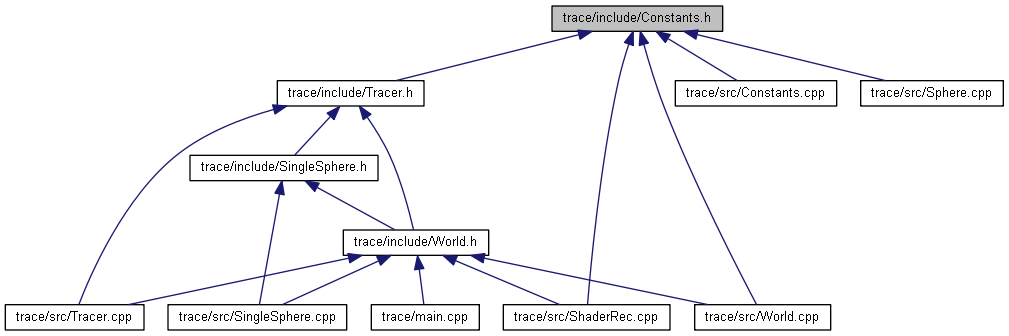 trace/include/Constants.h
trace/include/Tracer.h
trace/src/Constants.cpp
trace/src/Sphere.cpp
trace/include/SingleSphere.h
trace/include/World.h
trace/src/Tracer.cpp
trace/src/SingleSphere.cpp
trace/main.cpp
trace/src/ShaderRec.cpp
trace/src/World.cpp